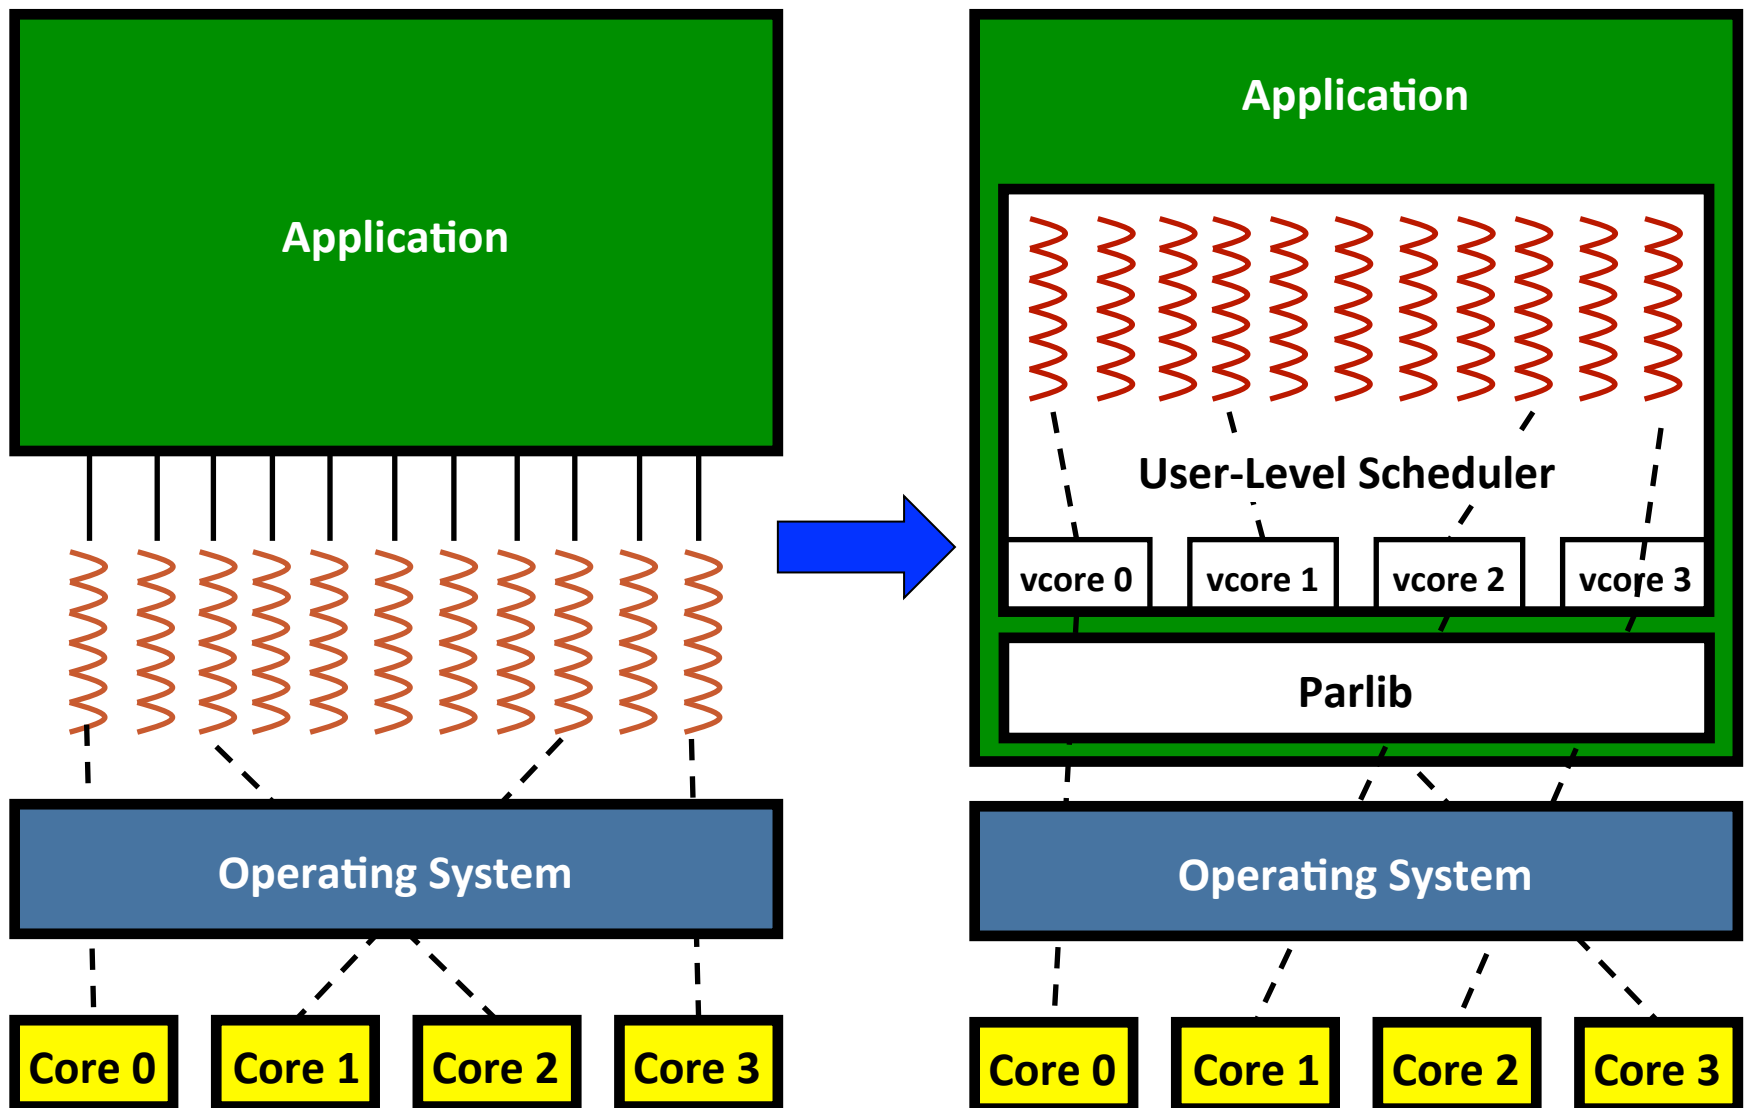 Application
Operating System
Core 0
Core 1
Core 2
Core 3
Application
User-Level Scheduler
vcore 0
vcore 1
vcore 2
vcore 3
Parlib
Operating System
Core 0
Core 1
Core 2
Core 3